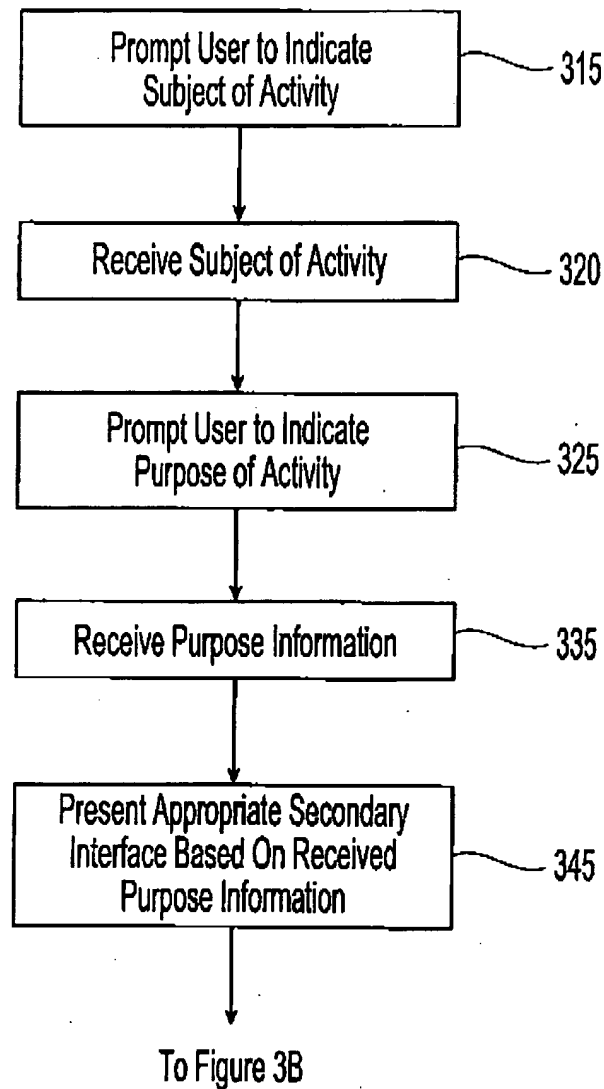 Prompt User to Indicate
Subject of Activity
315
Receive Subject of Activity
320
Prompt User to Indicate
Purpose of Activity
325
Receive Purpose Information
335
Present Appropriate Secondary
Interface Based On Received
Purpose Information
345
To Figure 3B